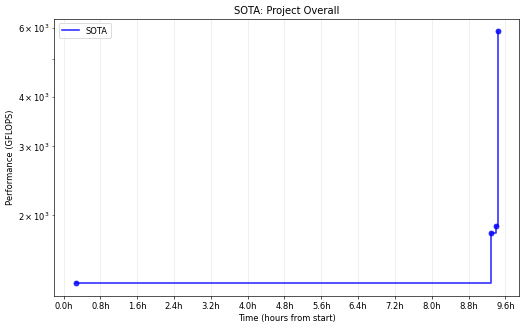 SOTA: Project Overall
SOTA
Performance (GFLOPS)
6 × 10³
4 × 10³
3 × 10³
2 × 10³
0.0h 0.8h 1.6h 2.4h 3.2h 4.0h 4.8h 5.6h 6.4h 7.2h 8.0h 8.8h 9.6h
Time (hours from start)